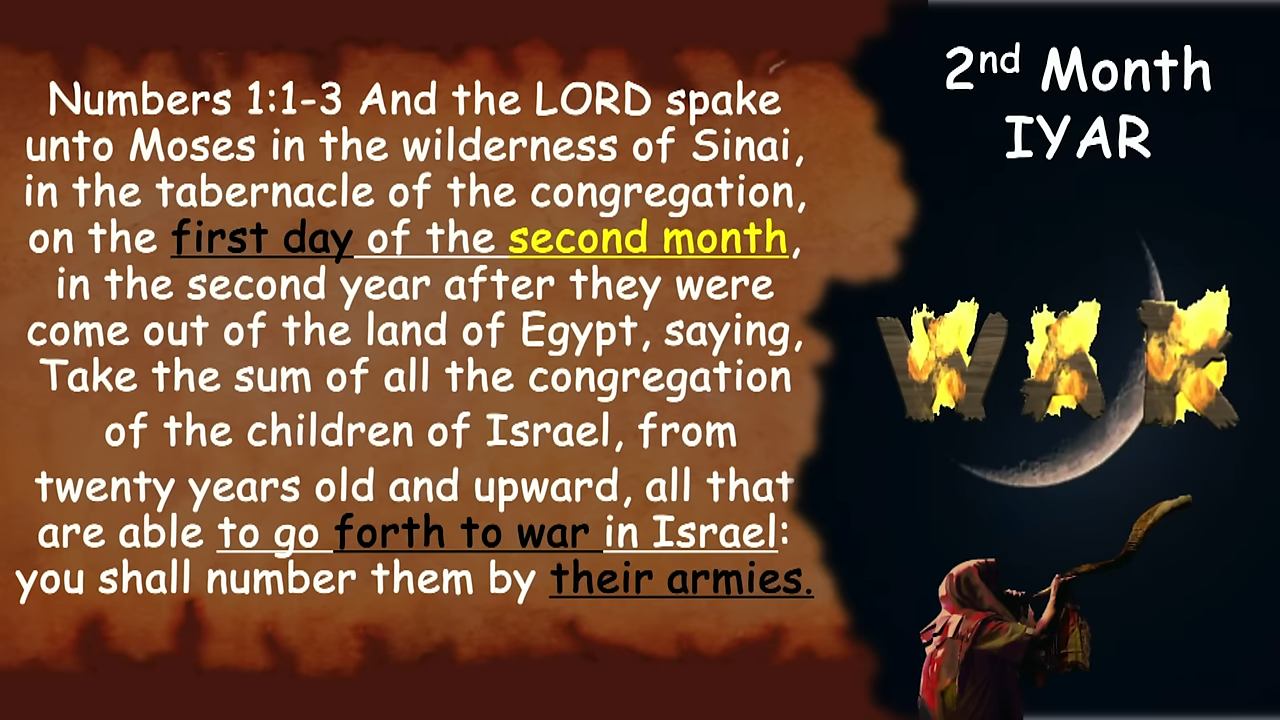 Numbers 1:1-3 And the LORD spake
unto Moses in the wilderness of Sinai,
in the tabernacle of the congregation,
on the first day of the second month,
in the second year after they were
come out of the land of Egypt, saying,
Take the sum of all the congregation
of the children of Israel, from
twenty years old and upward, all that
are able to go forth to war in Israel:
you shall number them by their armies.
2nd Month
IYAR
WAR